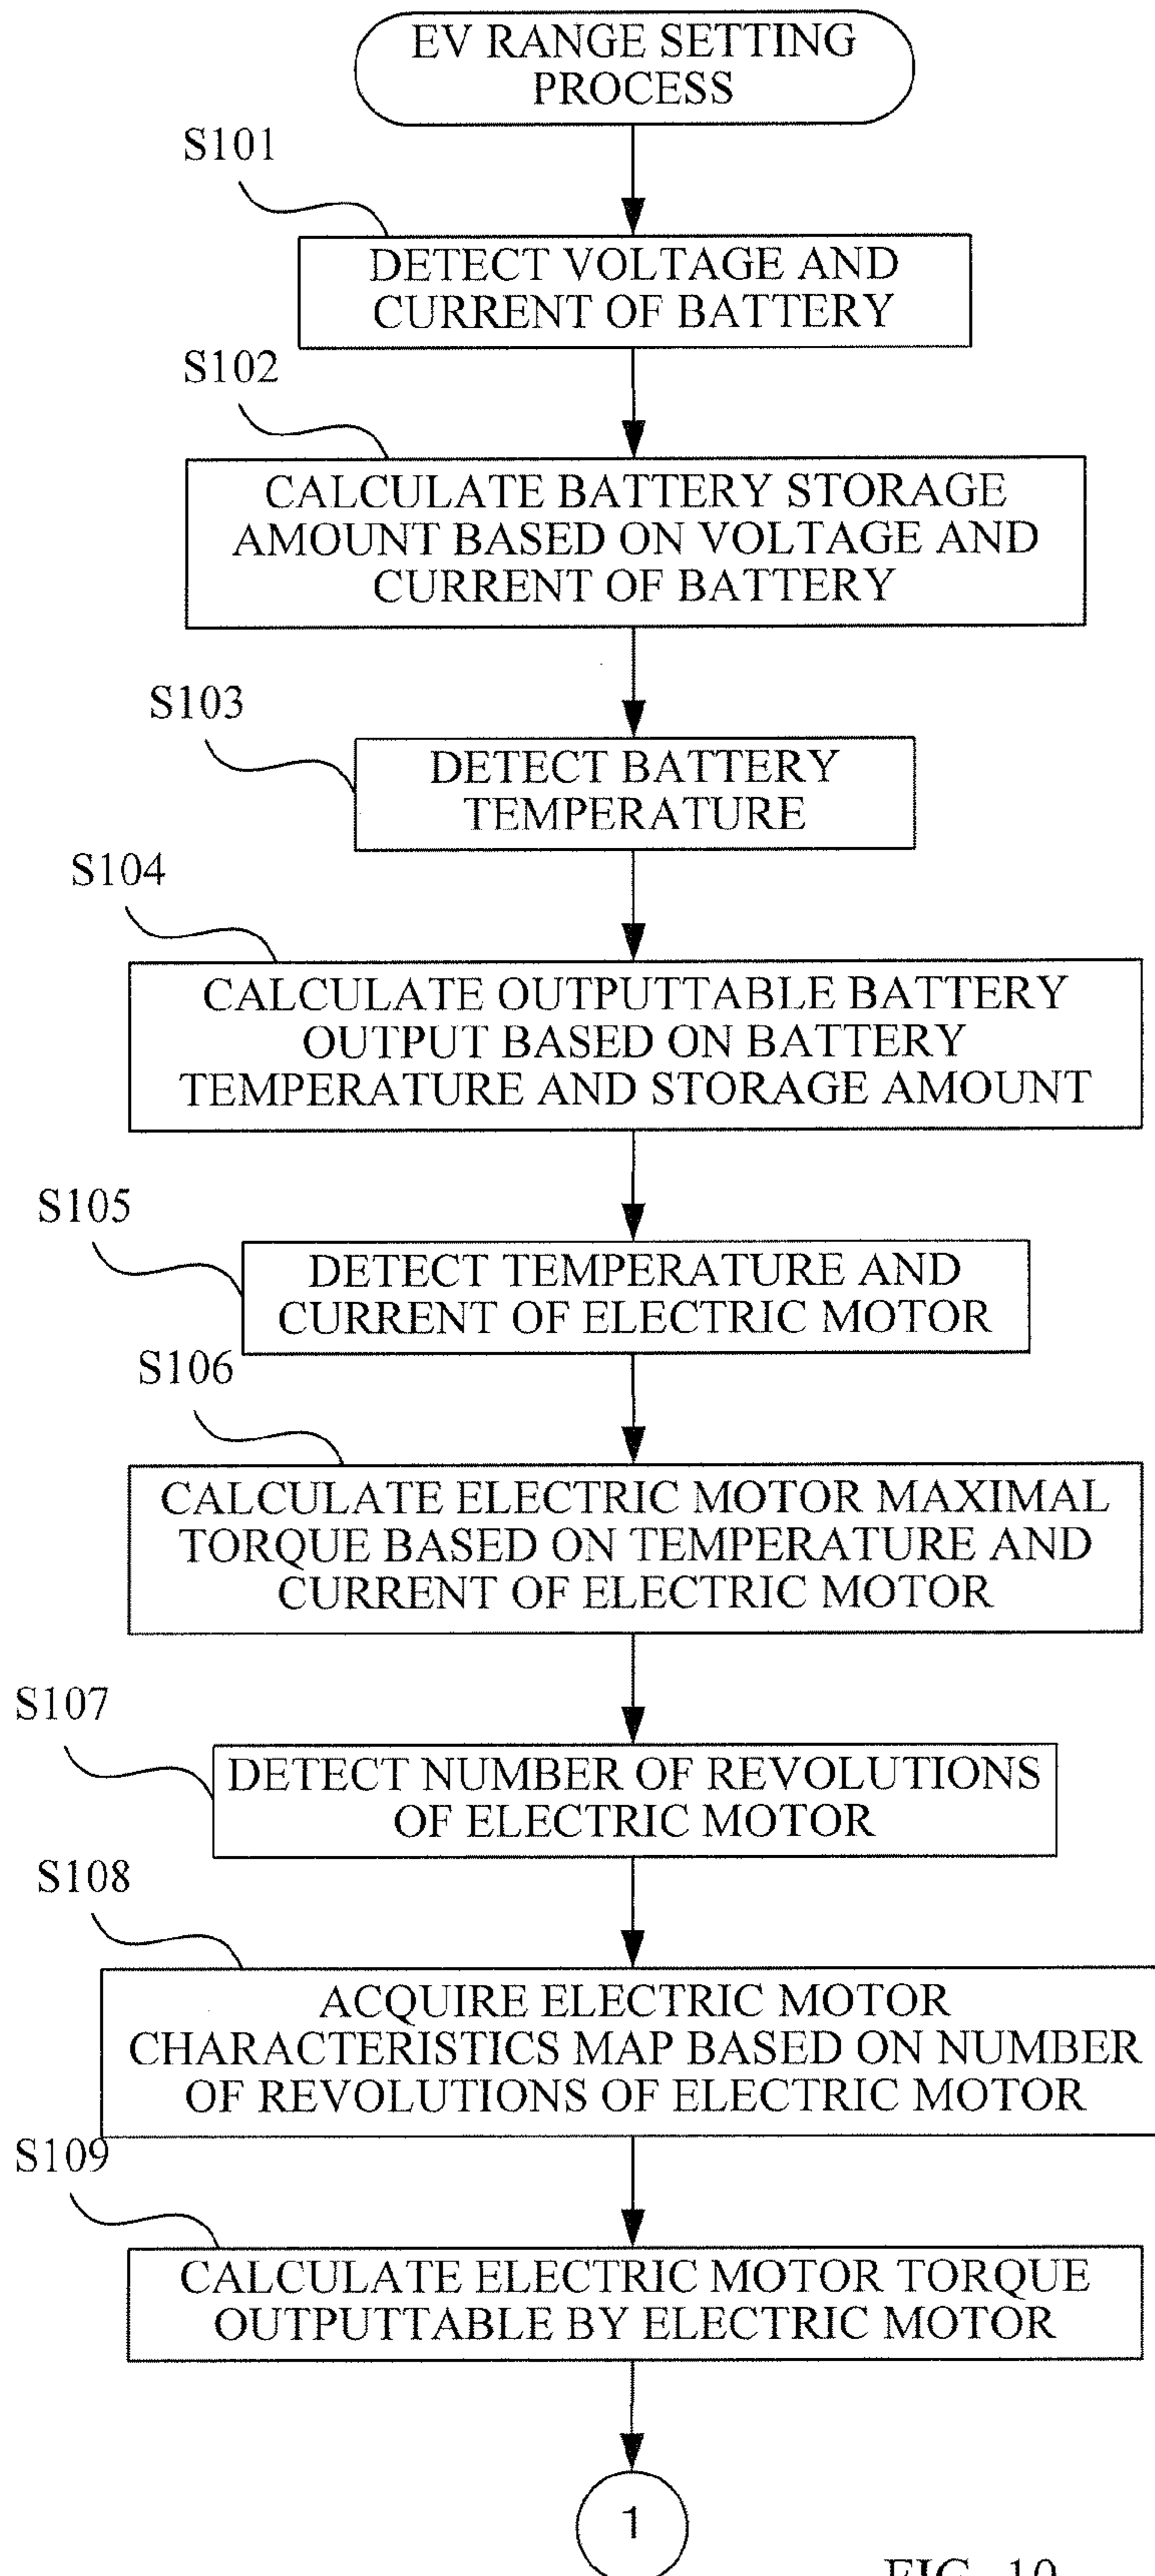 EV RANGE SETTING
PROCESS
S101
DETECT VOLTAGE AND
CURRENT OF BATTERY
S102
CALCULATE BATTERY STORAGE
AMOUNT BASED ON VOLTAGE AND
CURRENT OF BATTERY
S103
DETECT BATTERY
TEMPERATURE
S104
CALCULATE OUTPUTTABLE BATTERY
OUTPUT BASED ON BATTERY
TEMPERATURE AND STORAGE AMOUNT
S105
DETECT TEMPERATURE AND
CURRENT OF ELECTRIC MOTOR
S106
CALCULATE ELECTRIC MOTOR MAXIMAL
TORQUE BASED ON TEMPERATURE AND
CURRENT OF ELECTRIC MOTOR
S107
DETECT NUMBER OF REVOLUTIONS
OF ELECTRIC MOTOR
S108
ACQUIRE ELECTRIC MOTOR
CHARACTERISTICS MAP BASED ON NUMBER
OF REVOLUTIONS OF ELECTRIC MOTOR
S109
CALCULATE ELECTRIC MOTOR TORQUE
OUTPUTTABLE BY ELECTRIC MOTOR
1
FIG. 10